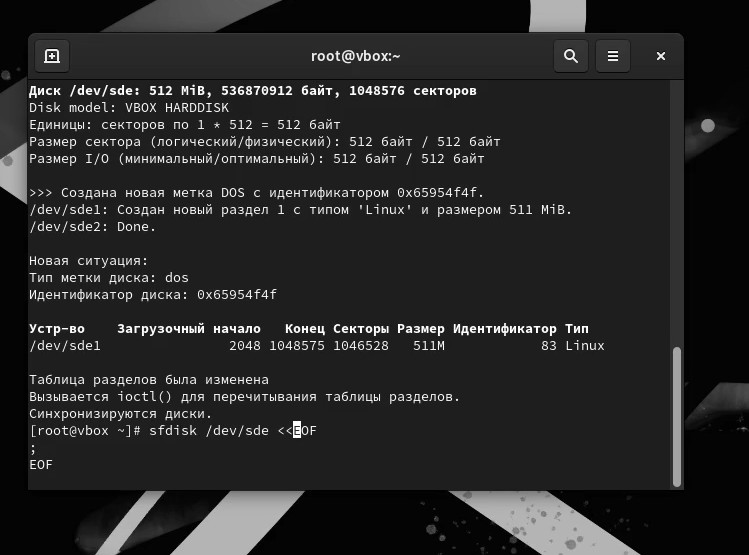 root@vbox:~
Диск /dev/sde: 512 MiB, 536870912 байт, 1048576 секторов
Disk model: VBOX HARDDISK
Единицы: секторов по 1 * 512 = 512 байт
Размер сектора (логический/физический): 512 байт / 512 байт
Размер I/O (минимальный/оптимальный): 512 байт / 512 байт
>>> Создана новая метка DOS с идентификатором 0x65954f4f.
/dev/sde1: Создан новый раздел 1 с типом 'Linux' и размером 511 MiB.
/dev/sde2: Done.
Новая ситуация:
Тип метки диска: dos
Идентификатор диска: 0x65954f4f
Устр-во Загрузочный начало Конец Секторы Размер Идентификатор Тип
/dev/sde1 2048 1048575 1046528 511M 83 Linux
Таблица разделов была изменена
Вызывается ioctl() для перечитывания таблицы разделов.
Синхронизируются диски.
[root@vbox ~]# sfdisk /dev/sde <<EOF
;
EOF